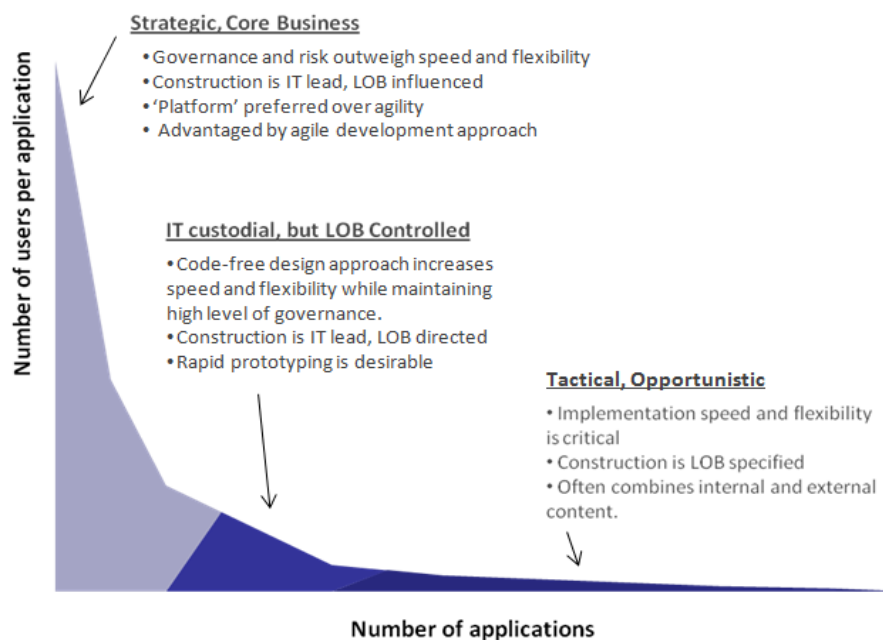 Strategic, Core Business
• Governance and risk outweigh speed and flexibility
• Construction is IT lead, LOB influenced
• ‘Platform’ preferred over agility
• Advantaged by agile development approach
Number of users per application
IT custodial, but LOB Controlled
• Code-free design approach increases
speed and flexibility while maintaining
high level of governance.
• Construction is IT lead, LOB directed
• Rapid prototyping is desirable
Tactical, Opportunistic
• Implementation speed and flexibility
is critical
• Construction is LOB specified
• Often combines internal and external
content.
Number of applications